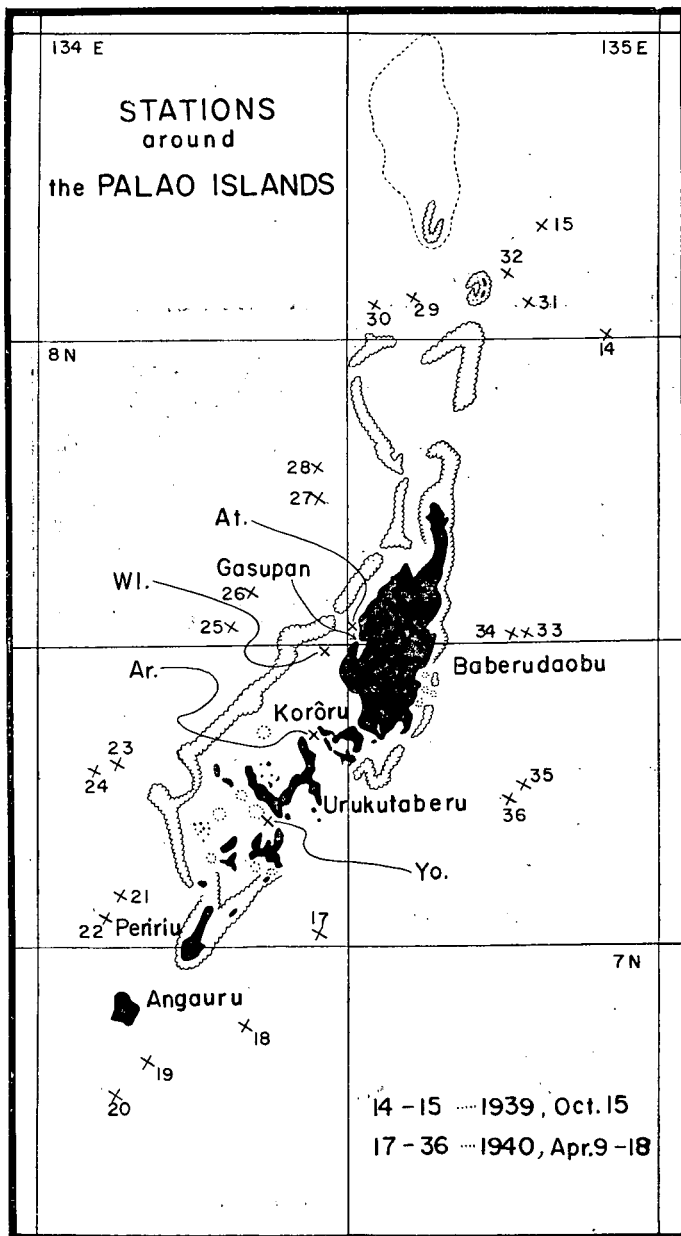 134 E
135 E
STATIONS
around
the PALAO ISLANDS
15
32
31
30
29
14
8 N
28
27
At.
Gasupan
Wl.
26
25
34
33
Baberudaobu
Ar.
Korôru
23
24
35
36
Urukutaberu
Yo.
21
22
Peririu
17
7 N
Angauru
18
19
20
14 - 15 ····1939, Oct. 15
17 - 36 ····1940, Apr. 9 - 18